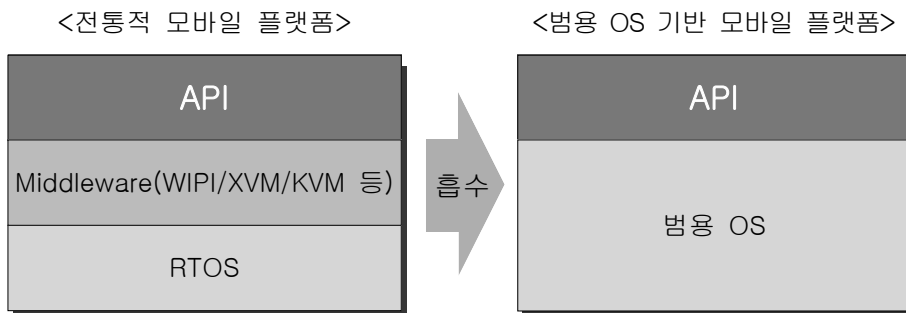 <전통적 모바일 플랫폼>
API
Middleware(WIPI/XVM/KVM 등)
RTOS
흡수
<범용 OS 기반 모바일 플랫폼>
API
범용 OS